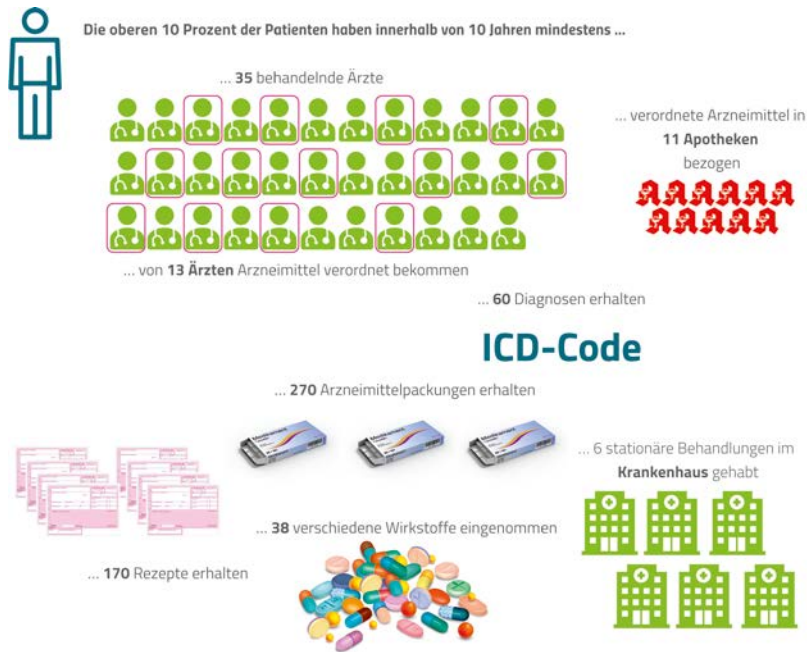 Die oberen 10 Prozent der Patienten haben innerhalb von 10 Jahren mindestens ...
... 35 behandelnde Ärzte
... verordnete Arzneimittel in
11 Apotheken
bezogen
... von 13 Ärzten Arzneimittel verordnet bekommen
... 60 Diagnosen erhalten
ICD-Code
... 270 Arzneimittelpackungen erhalten
... 6 stationäre Behandlungen im
Krankenhaus gehabt
... 38 verschiedene Wirkstoffe eingenommen
... 170 Rezepte erhalten